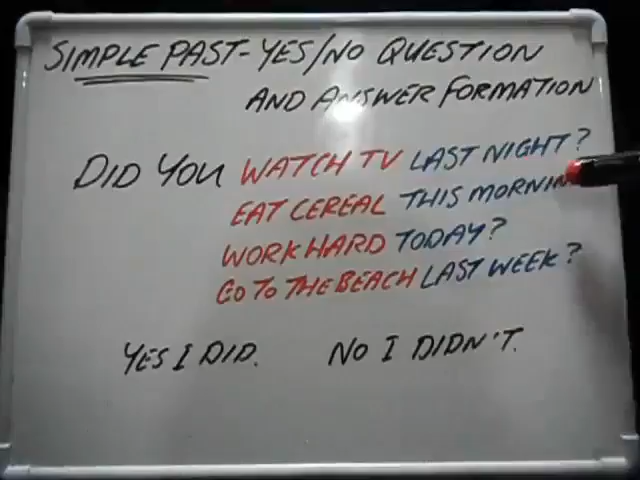 SIMPLE PAST-YES/NO QUESTION
AND ANSWER FORMATION
DID YOU WATCH TV LAST NIGHT?
EAT CEREAL THIS MORNIN
WORK HARD TODAY?
GO TO THE BEACH LAST WEEK?
YES I DID. NO I DIDN'T.